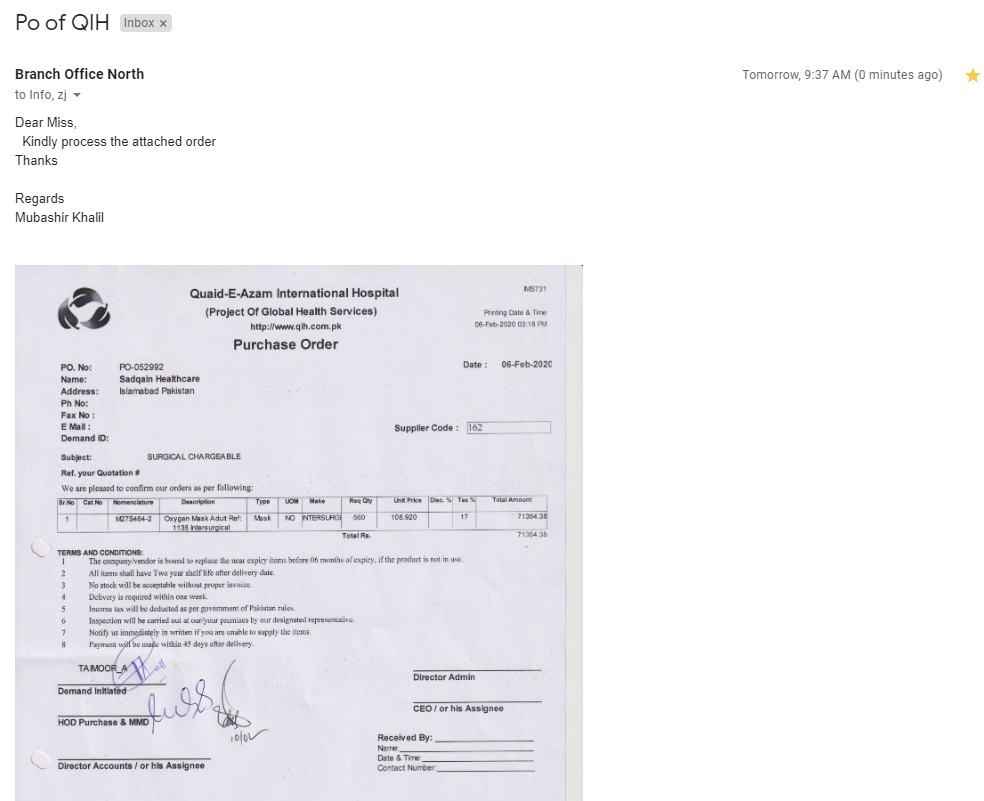 Po of QIH Inbox ×
Branch Office North Tomorrow, 9:37 AM (0 minutes ago)
to Info, zj
Dear Miss,
Kindly process the attached order
Thanks
Regards
Mubashir Khalil
Quaid-E-Azam International Hospital IMS731
(Project Of Global Health Services) Printing Date & Time
http://www.qih.com.pk 06-Feb-2020 03:18 PM
Purchase Order
PO. No: PO-052992 Date : 06-Feb-2020
Name: Sadqain Healthcare
Address: Islamabad Pakistan
Ph No:
Fax No :
E Mail : Supplier Code : 162
Demand ID:
Subject: SURGICAL CHARGEABLE
Ref. your Quotation #
We are pleased to confirm our orders as per following:
Sr.No Cat No Nomenclature Description Type UOM Make Req Qty Unit Price Disc. % Tax % Total Amount
1 M27S464-2 Oxygen Mask Adult Ref: Mask NO INTERSURGI 560 108.920 17 71364.38
1135 Intersurgical
Total Rs. 71364.38
TERMS AND CONDITIONS:
1 The company/vendor is bound to replace the near expiry items before 06 months of expiry, if the product is not in use.
2 All items shall have Two year shelf life after delivery date.
3 No stock will be acceptable without proper invoice.
4 Delivery is required within one week.
5 Income tax will be deducted as per government of Pakistan rules.
6 Inspection will be carried out at our/your premises by our designated representative.
7 Notify us immediately in written if you are unable to supply the items.
8 Payment will be made within 45 days after delivery.
TAIMOOR_A
Demand Initiated
Director Admin
HOD Purchase & MMD
CEO / or his Assignee
10/02
Received By:
Name:
Date & Time:
Contact Number:
Director Accounts / or his Assignee